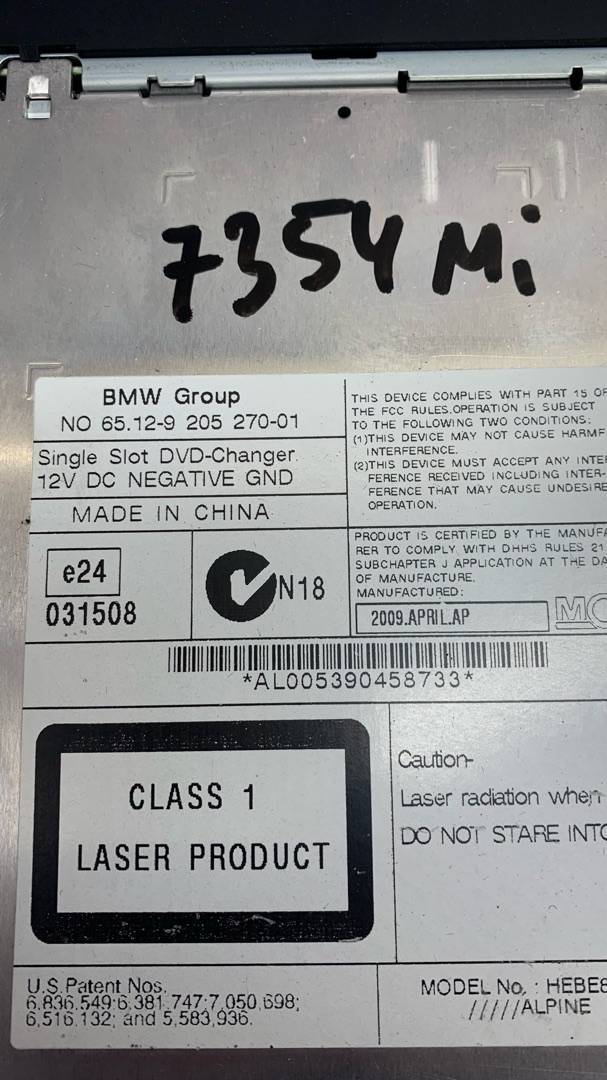 7354 Mi
BMW Group
NO 65.12-9 205 270-01
Single Slot DVD-Changer.
12V DC NEGATIVE GND
MADE IN CHINA
e24
031508
N18
THIS DEVICE COMPLIES WITH PART 15 OF
THE FCC RULES.OPERATION IS SUBJECT
TO THE FOLLOWING TWO CONDITIONS:
(1)THIS DEVICE MAY NOT CAUSE HARMF
INTERFERENCE.
(2)THIS DEVICE MUST ACCEPT ANY INTE
FERENCE RECEIVED INCLUDING INTER-
FERENCE THAT MAY CAUSE UNDESIRE
OPERATION.
PRODUCT IS CERTIFIED BY THE MANUFA
RER TO COMPLY WITH DHHS RULES 21
SUBCHAPTER J APPLICATION AT THE DA
OF MANUFACTURE.
MANUFACTURED:
2009.APRIL.AP
*AL005390458733*
CLASS 1
LASER PRODUCT
Caution-
Laser radiation when
DO NOT STARE INTO
U.S.Patent Nos.
6,836,549;6,381,747;7,050,698;
6,516,132; and 5,583,936.
MODEL No. : HEBE8
/////ALPINE